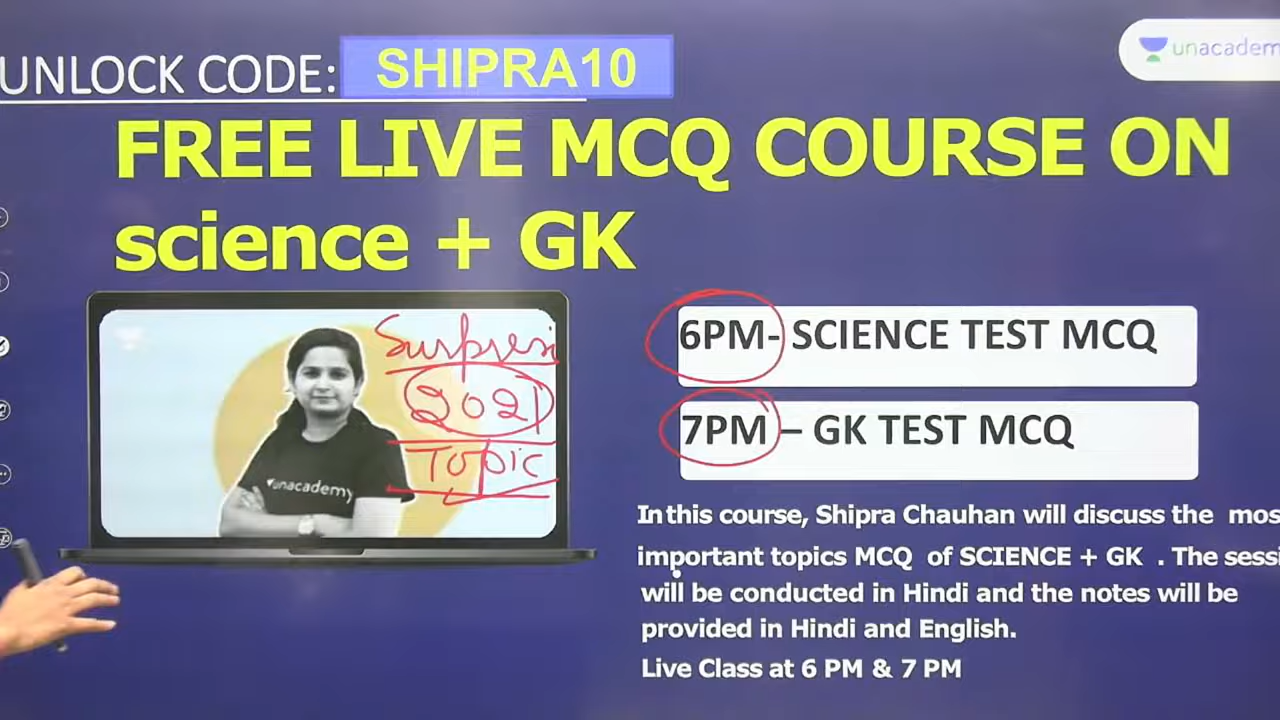 UNLOCK CODE: SHIPRA10
unacademy
FREE LIVE MCQ COURSE ON
science + GK
Surpresi
2021
Topic
unacademy
6PM- SCIENCE TEST MCQ
7PM – GK TEST MCQ
In this course, Shipra Chauhan will discuss the mos
important topics MCQ of SCIENCE + GK . The sessi
will be conducted in Hindi and the notes will be
provided in Hindi and English.
Live Class at 6 PM & 7 PM